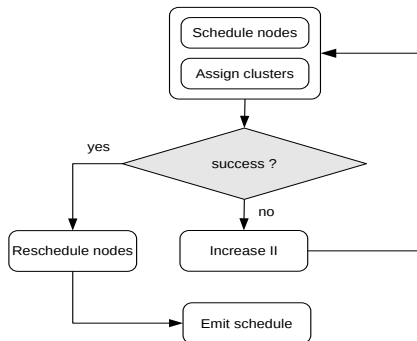 Schedule nodes
Assign clusters
success ?
yes
no
Reschedule nodes
Increase II
Emit schedule